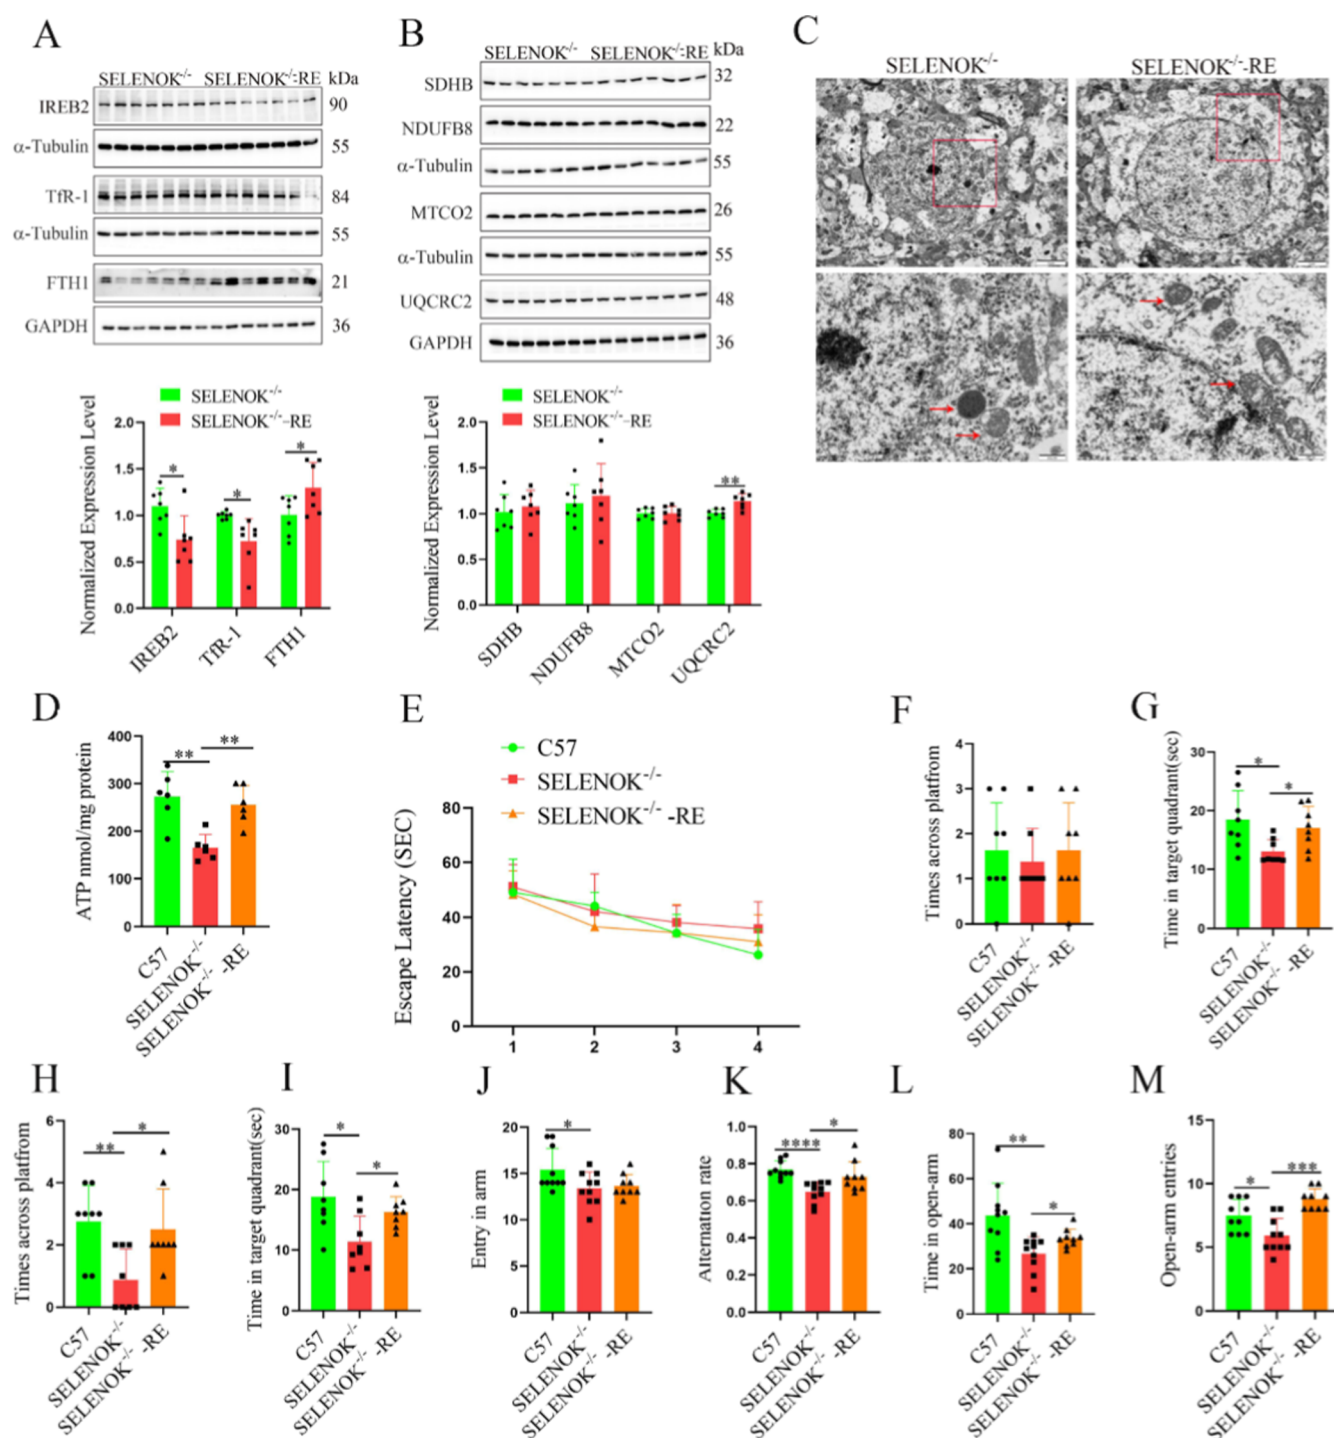 A
SELENOK-/- SELENOK-/-RE kDa
IREB2 90
α-Tubulin 55
TfR-1 84
α-Tubulin 55
FTH1 21
GAPDH 36
SELENOK-/-
SELENOK-/--RE
Normalized Expression Level
2.0
1.5
1.0
0.5
0.0
* * *
IREB2 TfR-1 FTH1
B
SELENOK-/- SELENOK-/-RE kDa
SDHB 32
NDUFB8 22
α-Tubulin 55
MTCO2 26
α-Tubulin 55
UQCRC2 48
GAPDH 36
SELENOK-/-
SELENOK-/--RE
Normalized Expression Level
2.0
1.5
1.0
0.5
0.0
**
SDHB NDUFB8 MTCO2 UQCRC2
C
SELENOK-/- SELENOK-/--RE
D
ATP nmol/mg protein
400
300
200
100
0
** **
C57 SELENOK-/- SELENOK-/- -RE
E
C57
SELENOK-/-
SELENOK-/- -RE
Escape Latency (SEC)
80
60
40
20
0
1 2 3 4
F
Times across platfrom
4
3
2
1
0
C57 SELENOK-/- SELENOK-/- -RE
G
Time in target quadrant(sec)
30
20
10
0
* *
C57 SELENOK-/- SELENOK-/- -RE
H
Times across platfrom
6
4
2
0
** *
C57 SELENOK-/- SELENOK-/- -RE
I
Time in target quadrant(sec)
30
20
10
0
* *
C57 SELENOK-/- SELENOK-/- -RE
J
Entry in arm
20
15
10
5
0
*
C57 SELENOK-/- SELENOK-/- -RE
K
Alternation rate
1.0
0.8
0.6
0.4
0.2
0.0
**** *
C57 SELENOK-/- SELENOK-/- -RE
L
Time in open-arm
80
60
40
20
0
** *
C57 SELENOK-/- SELENOK-/- -RE
M
Open-arm entries
15
10
5
0
* ***
C57 SELENOK-/- SELENOK-/- -RE